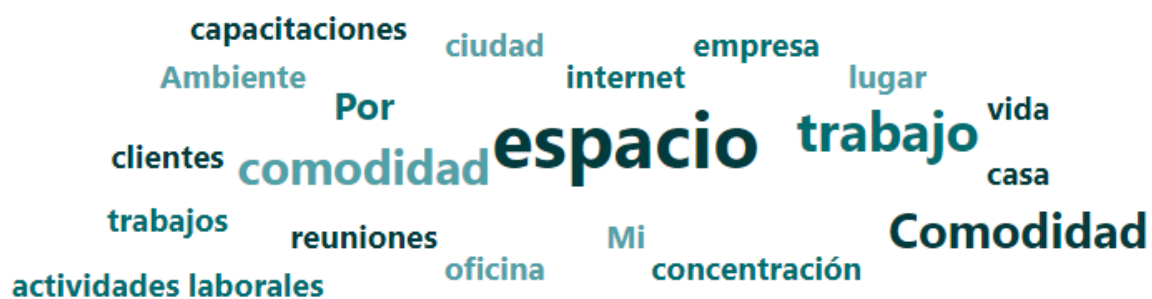 capacitaciones
ciudad
empresa
Ambiente
internet
lugar
Por
vida
espacio
trabajo
clientes
comodidad
casa
trabajos
reuniones
Mi
Comodidad
oficina
concentración
actividades laborales